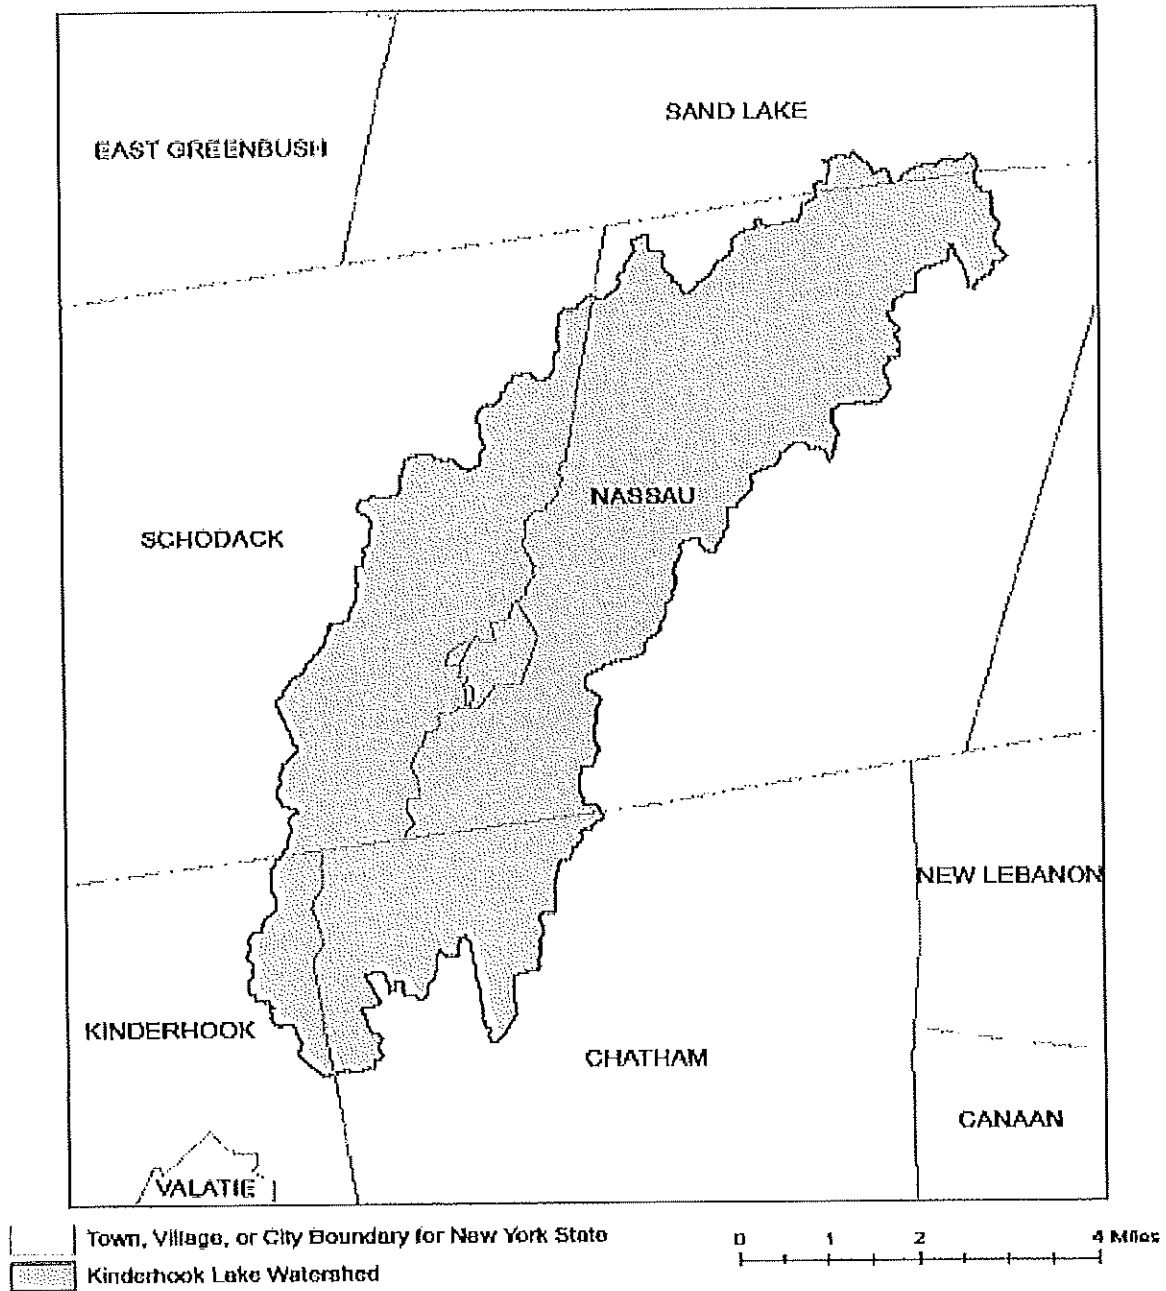 SAND LAKE
EAST GREENBUSH
NASSAU
SCHODACK
NEW LEBANON
KINDERHOOK
CHATHAM
CANAAN
VALATIE
Town, Village, or City Boundary for New York State
0 1 2 4 Miles
Kinderhook Lake Watershed